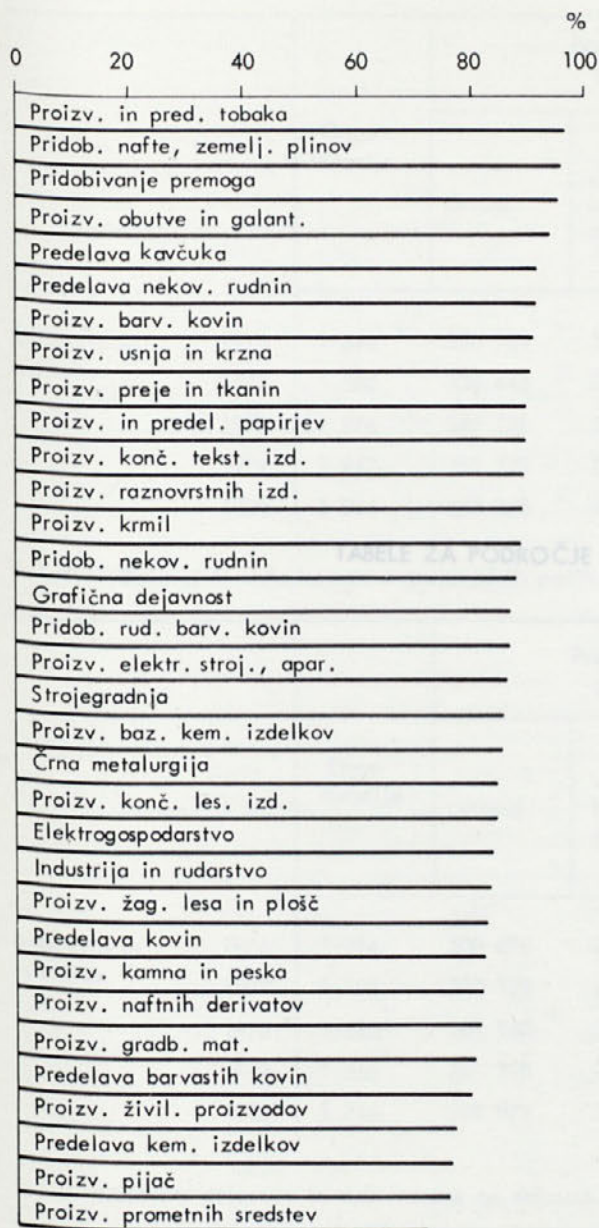 %
0 20 40 60 80 100
Proizv. in pred. tobaka
Pridob. nafte, zemelj. plinov
Pridobivanje premoga
Proizv. obutve in galant.
Predelava kavčuka
Predelava nekov. rudnin
Proizv. barv. kovin
Proizv. usnja in krzna
Proizv. preje in tkanin
Proizv. in predel. papirjev
Proizv. konč. tekst. izd.
Proizv. raznovrstnih izd.
Proizv. krmil
Pridob. nekov. rudnin
TABELE ZA PODROČJE
Grafična dejavnost
Pridob. rud. barv. kovin
Proizv. elektr. stroj., apar.
Strojegradnja
Proizv. baz. kem. izdelkov
Črna metalurgija
Proizv. konč. les. izd.
Elektrogospodarstvo
Industrija in rudarstvo
Proizv. žag. lesa in plošč
Predelava kovin
Proizv. kamna in peska
Proizv. naftnih derivatov
Proizv. gradb. mat.
Predelava barvastih kovin
Proizv. živil. proizvodov
Predelava kem. izdelkov
Proizv. pijač
Proizv. prometnih sredstev